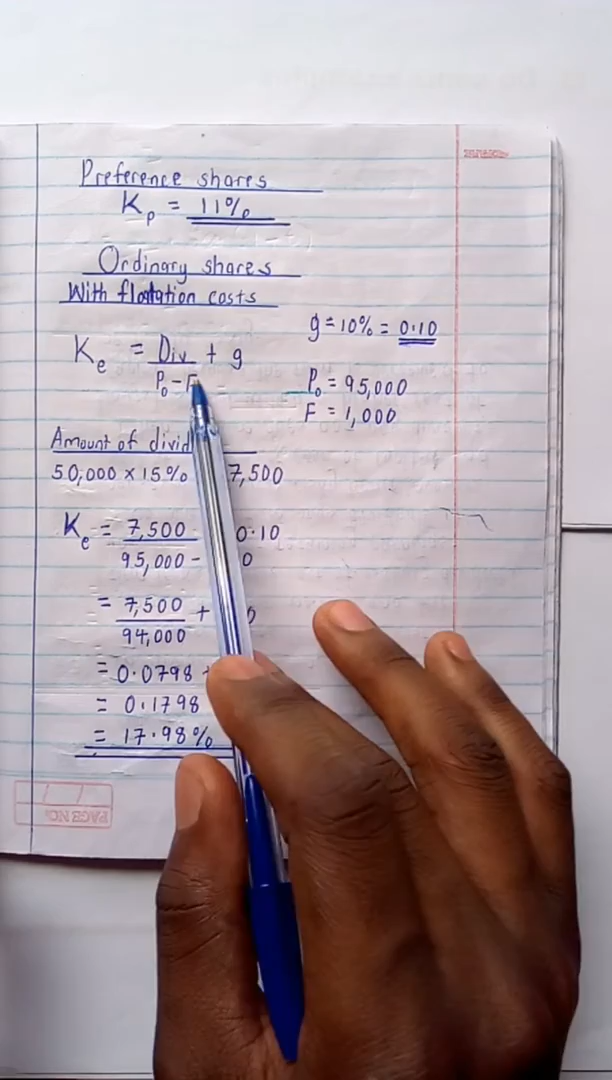 Preference shares
Kp = 11%
Ordinary shares
With flotation costs
g = 10% = 0.10
Ke = Div + g
P0 - F
P0 = 95,000
F = 1,000
Amount of divid
50,000 x 15% 7,500
Ke = 7,500 0.10
95,000 - 0
= 7,500 +
94,000
= 0.0798
= 0.1798
= 17.98%
PAGE NO: